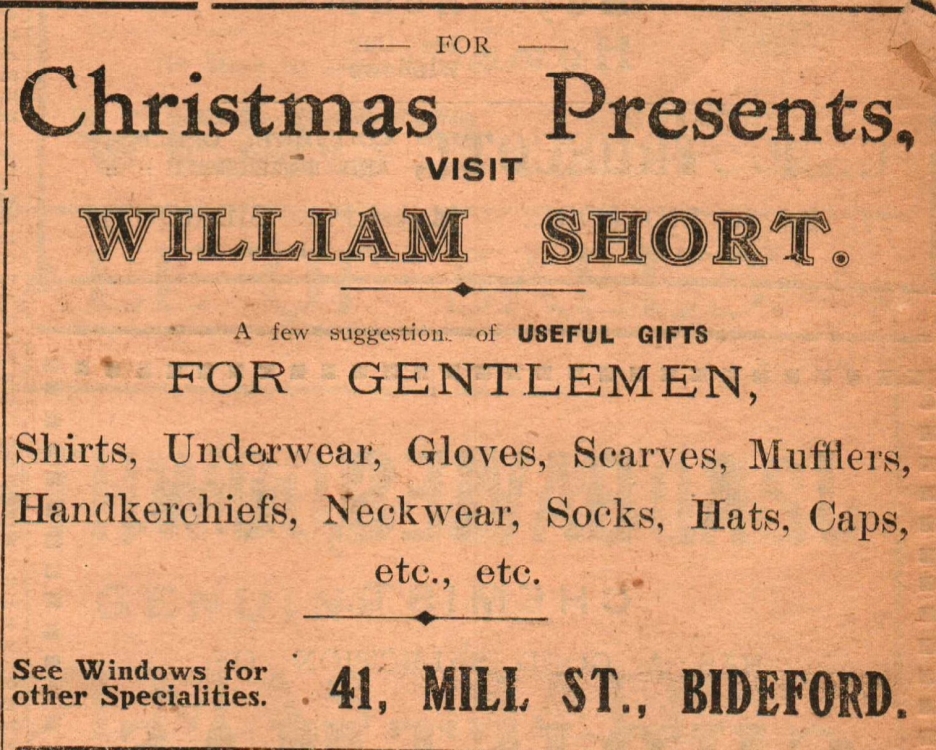 — FOR —
Christmas Presents,
VISIT
WILLIAM SHORT.
A few suggestion. of USEFUL GIFTS
FOR GENTLEMEN,
Shirts, Underwear, Gloves, Scarves, Mufflers,
Handkerchiefs, Neckwear, Socks, Hats, Caps,
etc., etc.
See Windows for
other Specialities.
41, MILL ST., BIDEFORD.